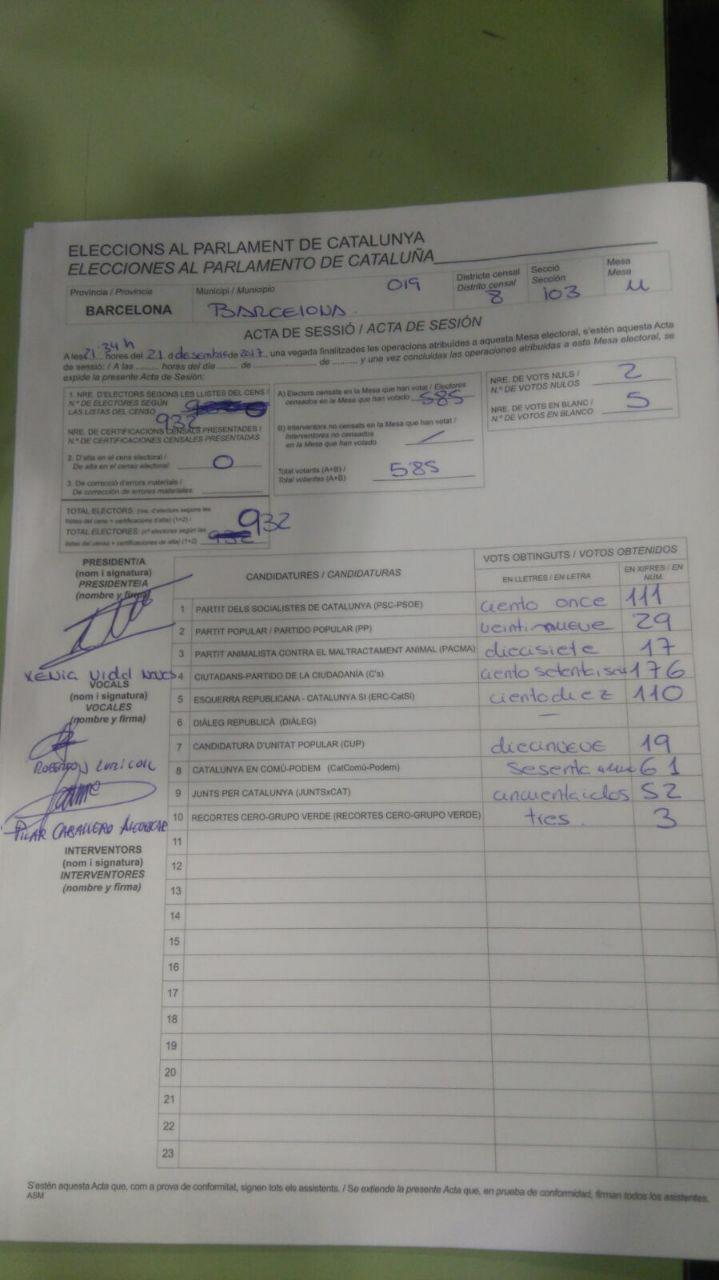 ELECCIONS AL PARLAMENT DE CATALUNYA
ELECCIONES AL PARLAMENTO DE CATALUÑA
Província / Provincia
BARCELONA
Municipi / Municipio
019
BARCELONA
Districte censal
Distrito censal
8
Secció
Sección
103
Mesa
Mesa
U
ACTA DE SESSIÓ / ACTA DE SESIÓN
A les 21:34 h hores del 21 d desembre de 2017, una vegada finalitzades les operacions atribuïdes a aquesta Mesa electoral, s'estén aquesta Acta
de sessió: / A las ......... horas del día ....... de .................... de ........., y una vez concluidas las operaciones atribuidas a esta Mesa electoral, se
expide la presente Acta de Sesión:
1. NRE. D'ELECTORS SEGONS LES LLISTES DEL CENS /
N.º DE ELECTORES SEGÚN
LAS LISTAS DEL CENSO
932
NRE. DE CERTIFICACIONS CENSALS PRESENTADES /
N.º DE CERTIFICACIONES CENSALES PRESENTADAS
2. D'alta en el cens electoral /
De alta en el censo electoral: 0
3. De correcció d'errors materials /
De corrección de errores materiales:
TOTAL ELECTORS: (nre. d'electors segons les
llistes del cens + certificacions d'alta) (1+2) /
TOTAL ELECTORES: (nº electores según las
listas del censo + certificaciones de alta) (1+2)
932
A) Electors censats en la Mesa que han votat / Electores
censados en la Mesa que han votado 585
B) Interventors no censats en la Mesa que han votat /
Interventores no censados
en la Mesa que han votado
Total votants (A+B) /
Total votantes (A+B) 585
NRE. DE VOTS NULS /
N.º DE VOTOS NULOS 2
NRE. DE VOTS EN BLANC /
N.º DE VOTOS EN BLANCO 5
PRESIDENT/A
(nom i signatura)
PRESIDENTE/A
(nombre y firma)
XÈNIA Vidal
VOCALS
(nom i signatura)
VOCALES
(nombre y firma)
PILAR CABALLERO
INTERVENTORS
(nom i signatura)
INTERVENTORES
(nombre y firma)
CANDIDATURES / CANDIDATURAS
VOTS OBTINGUTS / VOTOS OBTENIDOS
EN LLETRES / EN LETRA
EN XIFRES / EN NÚM.
1 PARTIT DELS SOCIALISTES DE CATALUNYA (PSC-PSOE) ciento once 111
2 PARTIT POPULAR / PARTIDO POPULAR (PP) veintinueve 29
3 PARTIT ANIMALISTA CONTRA EL MALTRACTAMENT ANIMAL (PACMA) diecisiete 17
4 CIUTADANS-PARTIDO DE LA CIUDADANÍA (C's) ciento setentaiseis 176
5 ESQUERRA REPUBLICANA - CATALUNYA SÍ (ERC-CatSí) ciento diez 110
6 DIÀLEG REPUBLICÀ (DIÀLEG) —
7 CANDIDATURA D'UNITAT POPULAR (CUP) diecinueve 19
8 CATALUNYA EN COMÚ-PODEM (CatComú-Podem) sesenta 61
9 JUNTS PER CATALUNYA (JUNTSxCAT) cincuentaidos 52
10 RECORTES CERO-GRUPO VERDE (RECORTES CERO-GRUPO VERDE) tres 3
11
12
13
14
15
16
17
18
19
20
21
22
23
S'estén aquesta Acta que, com a prova de conformitat, signen tots els assistents. / Se extiende la presente Acta que, en prueba de conformidad, firman todos los asistentes.
ASM